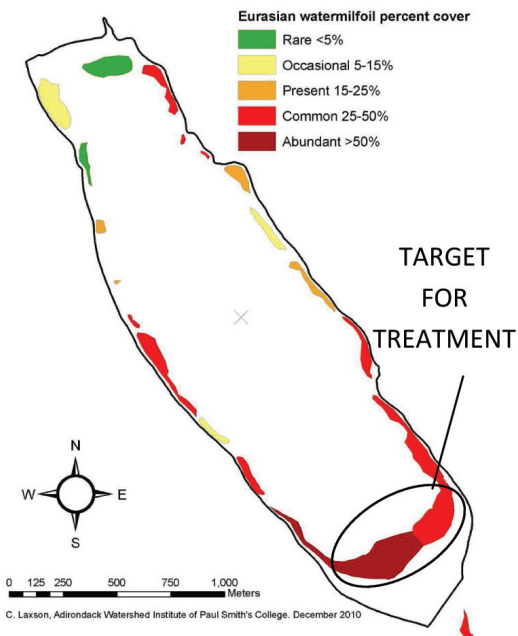 Eurasian watermilfoil percent cover
Rare <5%
Occasional 5-15%
Present 15-25%
Common 25-50%
Abundant >50%
TARGET
FOR
TREATMENT
N
W E
S
0 125 250 500 750 1,000
Meters
C. Laxson, Adirondack Watershed Institute of Paul Smith's College. December 2010